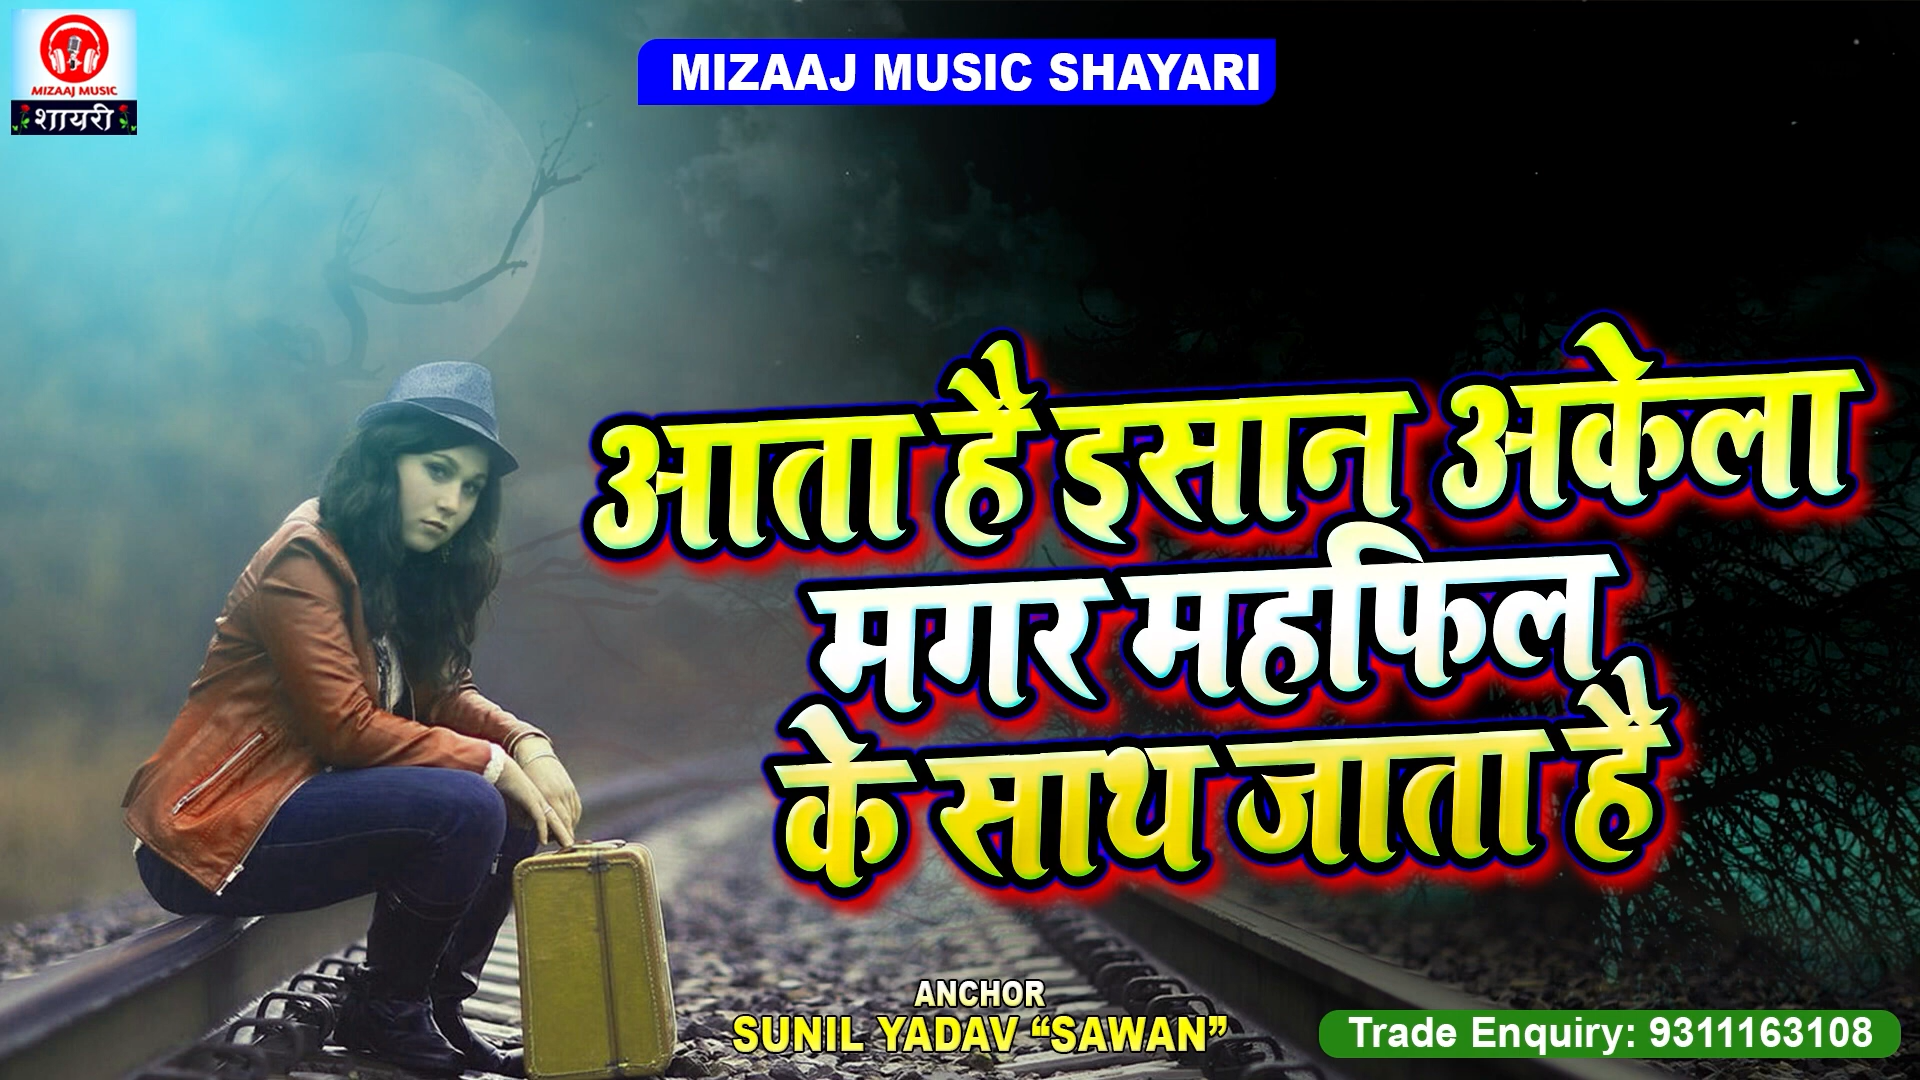 MIZAAJ MUSIC
शायरी
MIZAAJ MUSIC SHAYARI
आता है इसान अकेला
मगर महफिल
के साथ जाता है
ANCHOR
SUNIL YADAV “SAWAN”
Trade Enquiry: 9311163108